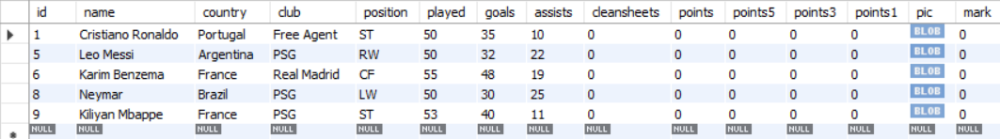 id name country club position played goals assists cleansheets points points5 points3 points1 pic mark
1 Cristiano Ronaldo Portugal Free Agent ST 50 35 10 0 0 0 0 0 BLOB 0
5 Leo Messi Argentina PSG RW 50 32 22 0 0 0 0 0 BLOB 0
6 Karim Benzema France Real Madrid CF 55 48 19 0 0 0 0 0 BLOB 0
8 Neymar Brazil PSG LW 50 30 25 0 0 0 0 0 BLOB 0
9 Kiliyan Mbappe France PSG ST 53 40 11 0 0 0 0 0 BLOB 0
NULL NULL NULL NULL NULL NULL NULL NULL NULL NULL NULL NULL NULL NULL NULL